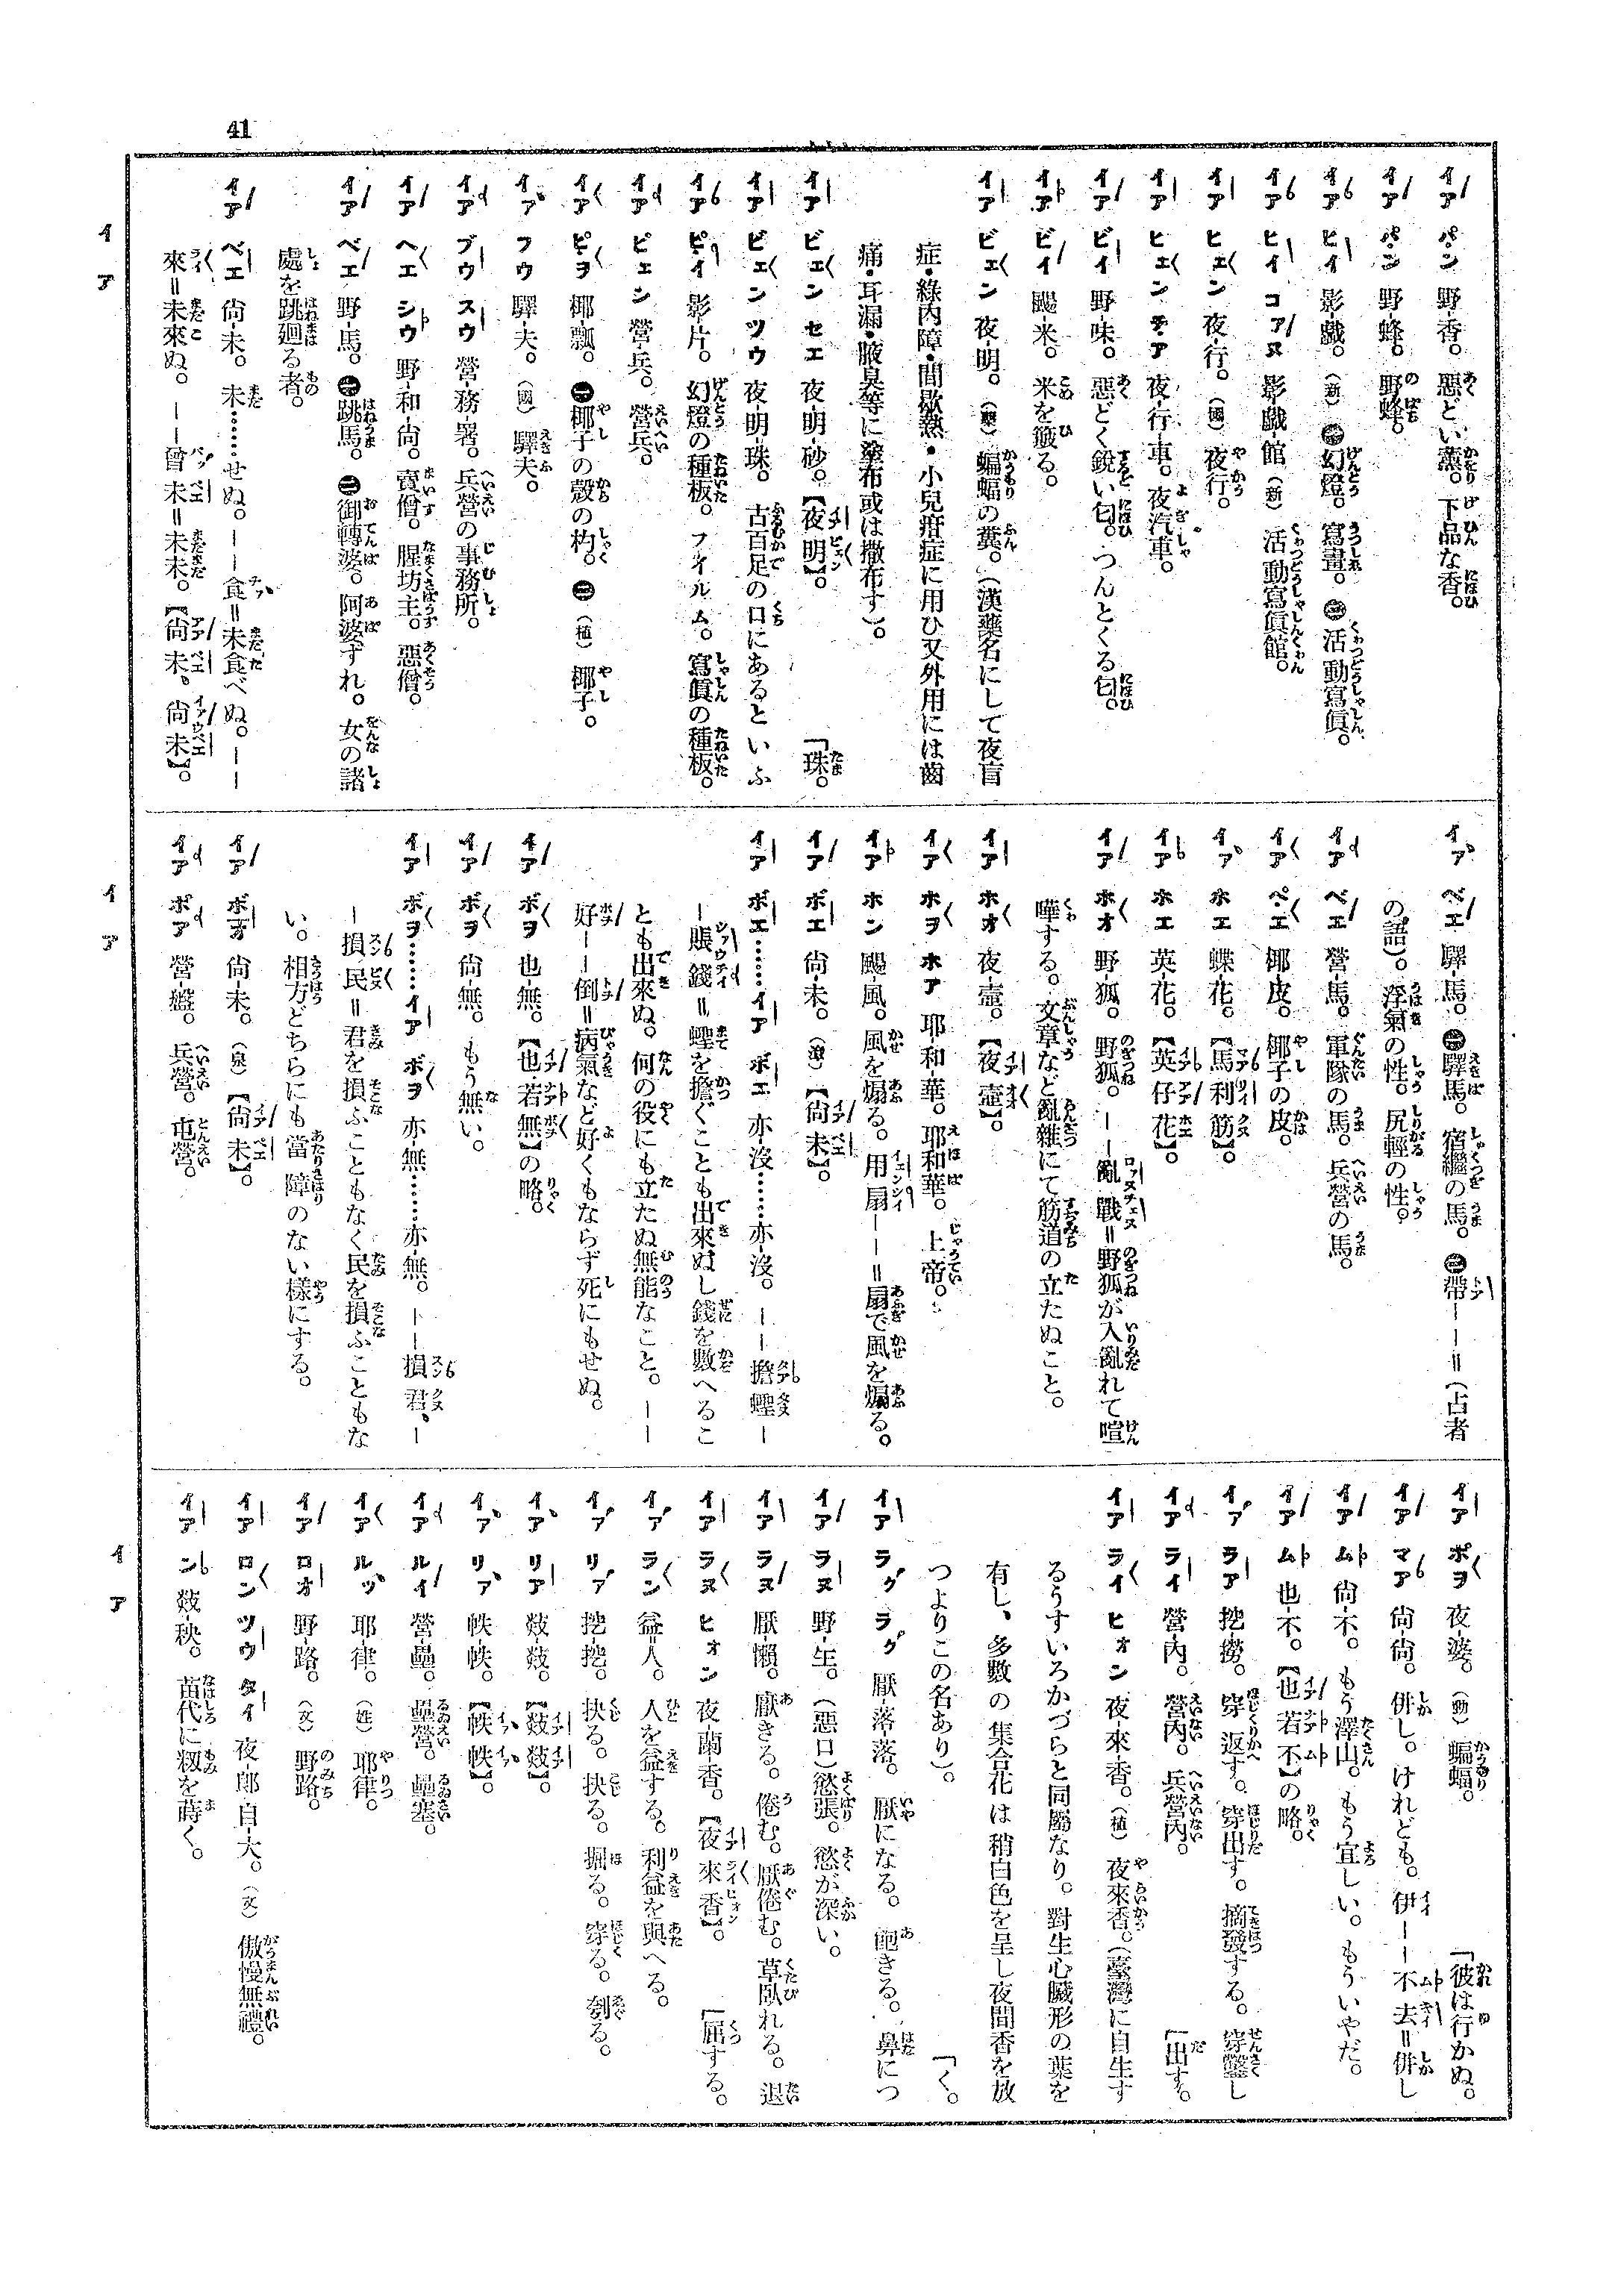 41
イア
イア パン 野-香。 惡どい薰。下品な香。
イア パン 野-蜂。 野蜂。
イア ヒイ 影-戲。(新) ㊀幻燈。寫畫。㊁活動寫眞。
イア ヒイ コアヌ 影-戲-館(新) 活動寫眞館。
イア ヒエン 夜-行。(國) 夜行。
イア ヒエン チア 夜-行-車。夜汽車。
イア ビイ 野-味。 惡どく銳い匂。つんとくる匂。
イア ビイ 颺-米。 米を簸る。
イア ビエン 夜-明。(藥) 蝙蝠の糞。(漢藥名にして夜盲
症・綠內障・間歇熱・小兒疳症に用ひ又外用には齒
痛・耳漏・腋臭等に塗布或は撒布す)。
イア ビエン セエ 夜-明-砂。【夜明】。 「珠。
イア ビエン ツウ 夜-明-珠。 古百足の口にあるといふ
イア ピイ 影-片。 幻燈の種板。フイルム。寫眞の種板。
イア ピエン 營-兵。 營兵。
イア ピヲ 椰-瓢。 ㊀椰子の殼の杓。㊁(植) 椰子。
イア フウ 驛-夫。(國) 驛夫。
イア ブウ スウ 營-務-署。兵營の事務所。
イア ヘエ シウ 野-和-尙。賣僧。腥坊主。惡僧。
イア ベエ 野-馬。㊀跳馬。㊁御轉婆。阿婆ずれ。女の諸
處を跳廻る者。
イア ベエ 尙-未。 未……せぬ。——食=未食べぬ。——
來=未來ぬ。——曾未=未未。【尙未。尙未】。
イア
イア ベエ 驛-馬。㊀驛馬。宿繼の馬。㊁帶——=(占者
の語)。浮氣の性。尻輕の性。
イア ベエ 營-馬。 軍隊の馬。兵營の馬。
イア ペエ 椰-皮。 椰子の皮。
イア ホエ 蝶-花。【馬利筋】。
イア ホエ 英-花。【英仔花】。
イア ホオ 野-狐。 野狐。——亂戰=野狐が入亂れて喧
嘩する。文章など亂雜にて筋道の立たぬこと。
イア ホオ 夜-壺。【夜壺】。
イア ホヲ ホア 耶-和-華。耶和華。上帝。
イア ホン 颺-風。 風を煽る。用扇——=扇で風を煽る。
イア ボエ 尙-未。(漳)【尙未】。
イア ボエ……イア ボエ 亦-沒……亦-沒。——擔蟶—
—賬錢=蟶を擔ぐことも出來ぬし錢を數へるこ
とも出來ぬ。何の役にも立たぬ無能なこと。——
好——倒=病氣など好くもならず死にもせぬ。
イア ボヲ 也-無。【也若無】の略。
イア ボヲ 尙-無。 もう無い。
イア ボヲ……イア ボヲ 亦-無……亦-無。——損君、—
—損民=君を損ふこともなく民を損ふこともな
い。相方どちらにも當障のない樣にする。
イア ボヲ 尙-未。(泉)【尙未】。
イア ポア 營-盤。 兵營。屯營。
イア
イア ポヲ 夜-婆。(動) 蝙蝠。 「彼は行かぬ。
イア マア 尙-尙。 併し。けれども。伊——不去=併し
イア ム 尙-不。 もう澤山。もう宜しい。もういやだ。
イア ム 也-不。【也若不】の略。
イア ラア 挖-撈。 穿返す。穿出す。摘發する。穿鑿し
イア ライ 營-內。 營內。兵營內。 「出す。
イア ライ ヒオン 夜-來-香。(植) 夜來香。(臺灣に自生す
るうすいろかづらと同屬なり。對生心臟形の葉を
有し、多數の集合花は稍白色を呈し夜間香を放
つよりこの名あり)。 「く。
イア ラク ラク 厭-落-落。 厭になる。飽きる。鼻につ
イア ラヌ 野-生。(惡口) 慾張。慾が深い。
イア ラヌ 厭-懶。 厭きる。倦む。厭倦む。草臥れる。退
イア ラヌ ヒオン 夜-蘭-香。【夜來香】。 「屈する。
イア ラン 益=人。 人を益する。利益を與へる。
イア リア 挖-挖。 抉る。抉る。掘る。穿る。刳る。
イア リア 燚-燚。【燚燚】。
イア リア 帙-帙。【帙帙】。
イア ルイ 營-壘。 壘營。壘塞。
イア ルツ 耶-律。(姓) 耶律。
イア ロオ 野-路。(文) 野路。
イア ロン ツウ タイ 夜-郎-自-大。(文) 傲慢無禮。
イア ン 燚-秧。 苗代に籾を蒔く。